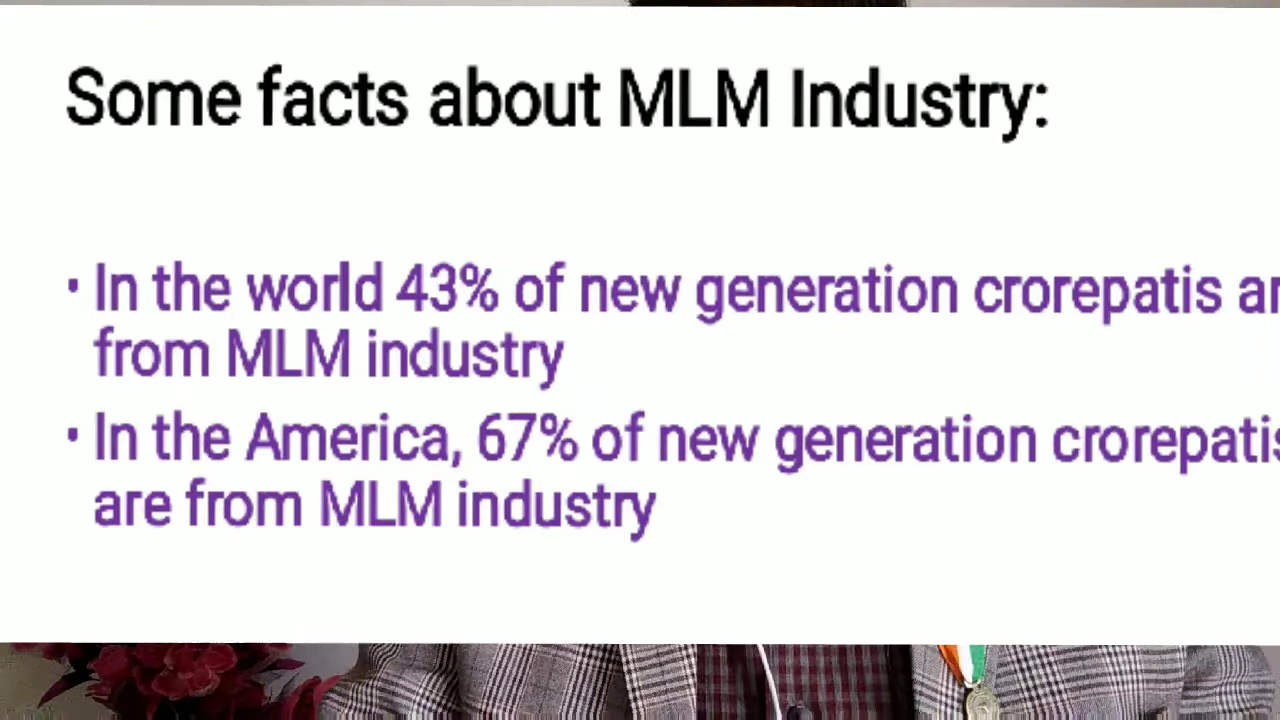 Some facts about MLM Industry:
• In the world 43% of new generation crorepatis
from MLM industry
• In the America, 67% of new generation crorepatis
are from MLM industry